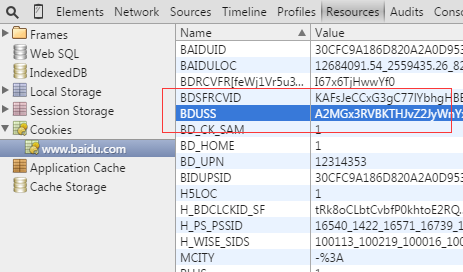 Elements Network Sources Timeline Profiles Resources Audits Cons
Frames
Web SQL
IndexedDB
Local Storage
Session Storage
Cookies
www.baidu.com
Application Cache
Cache Storage
Name Value
BAIDUID 30CFC9A186D820A2A0D953
BAIDULOC 12684091.54_2559435.26_82
BDRCVFR[feWj1Vr5u3... I67x6TjHwwYf0
BDSFRCVID KAFsJeCCxG3gC77lYbhgHBE
BDUSS A2MGx3RVBKTHJvZ2JyWnY
BD_CK_SAM 1
BD_HOME 1
BD_UPN 12314353
BIDUPSID 30CFC9A186D820A2A0D953
H5LOC 1
H_BDCLCKID_SF tRk8oCLbtCvbfP0khtoE2RQ
H_PS_PSSID 16540_1422_16571_16739_1
H_WISE_SIDS 100113_100219_100016_100
MCITY -%3A